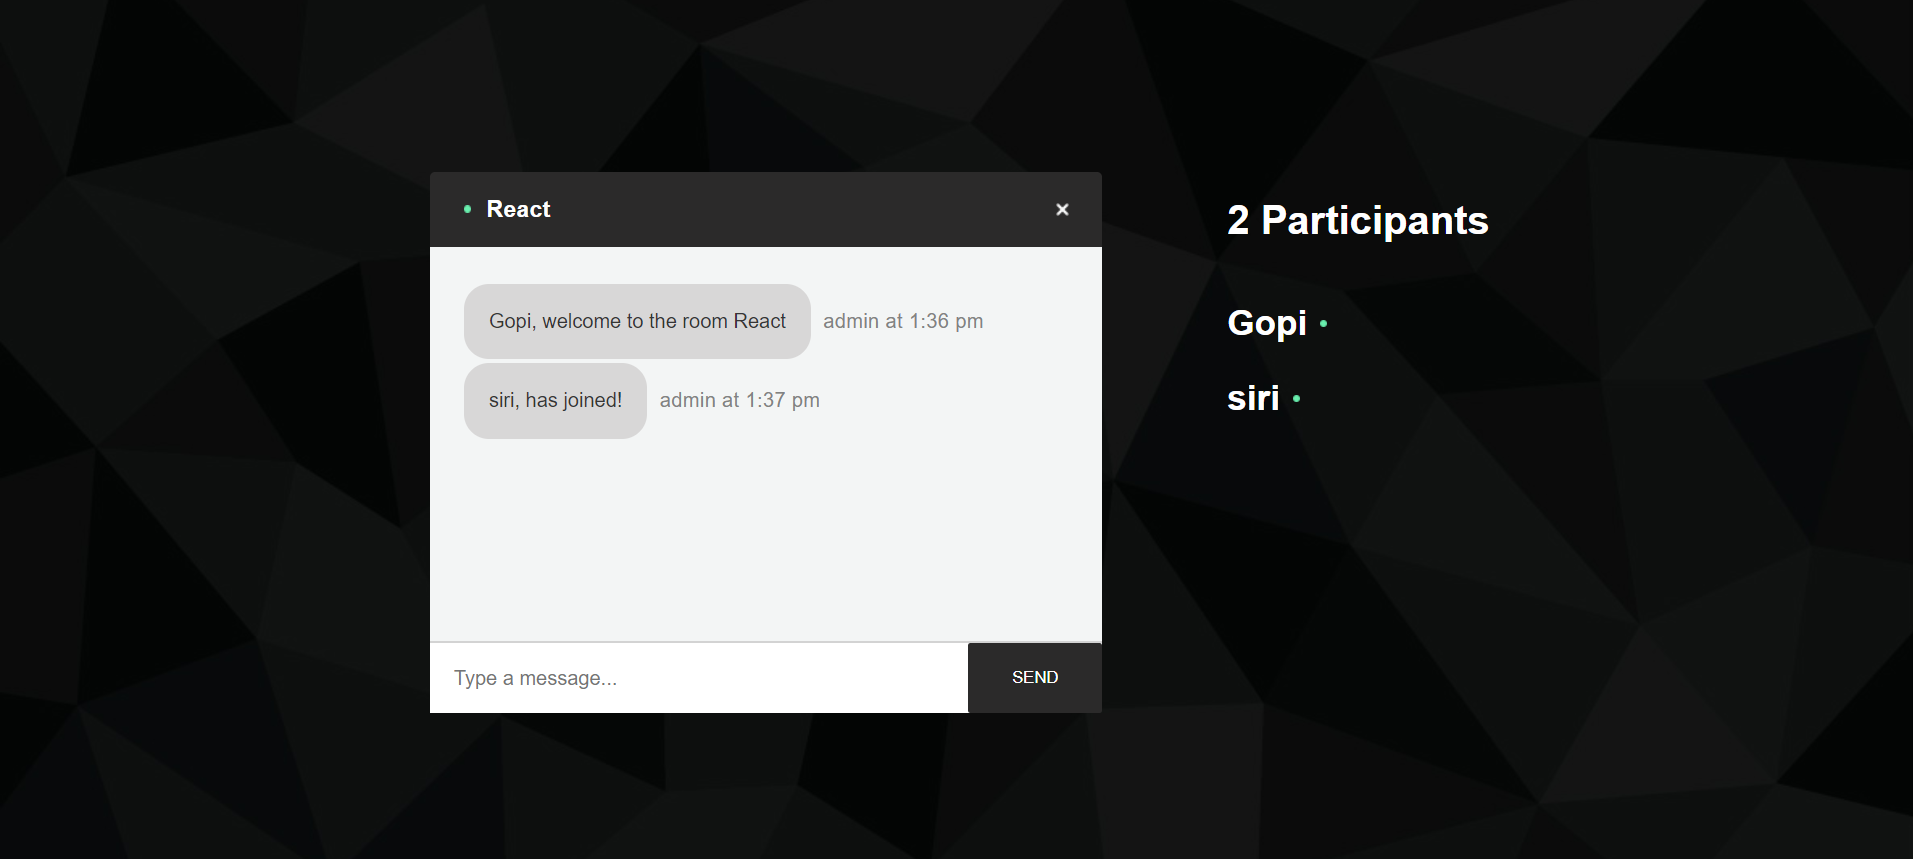 React
Gopi, welcome to the room React admin at 1:36 pm
siri, has joined! admin at 1:37 pm
Type a message...
SEND
2 Participants
Gopi
siri